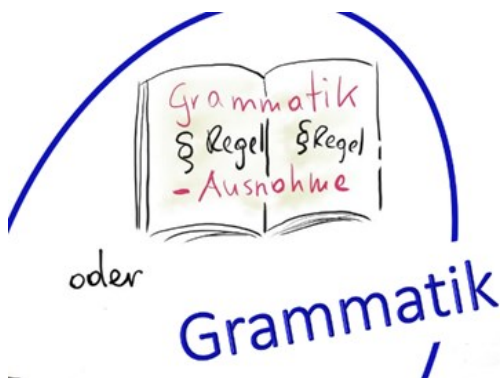 Grammatik
§ Regel § Regel
- Ausnahme
oder
Grammatik